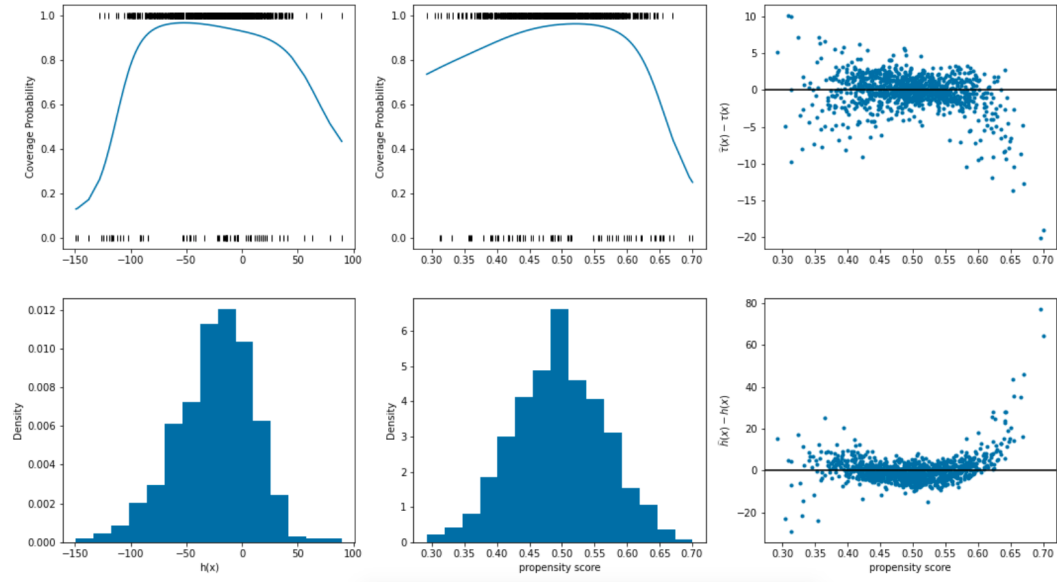 Coverage Probability
1.0
0.8
0.6
0.4
0.2
0.0
−150 −100 −50 0 50 100
Coverage Probability
1.0
0.8
0.6
0.4
0.2
0.0
0.30 0.35 0.40 0.45 0.50 0.55 0.60 0.65 0.70
τ̂(x) − τ(x)
10
5
0
−5
−10
−15
−20
0.30 0.35 0.40 0.45 0.50 0.55 0.60 0.65 0.70
Density
0.012
0.010
0.008
0.006
0.004
0.002
0.000
−150 −100 −50 0 50 100
h(x)
Density
6
5
4
3
2
1
0
0.30 0.35 0.40 0.45 0.50 0.55 0.60 0.65 0.70
propensity score
ĥ(x) − h(x)
80
60
40
20
0
−20
0.30 0.35 0.40 0.45 0.50 0.55 0.60 0.65 0.70
propensity score